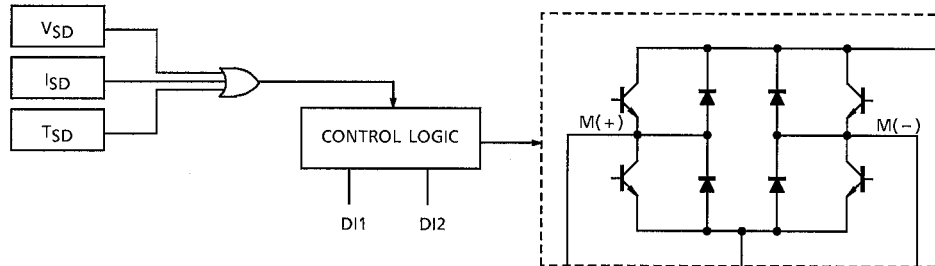 VSD
ISD
TSD
CONTROL LOGIC
DI1
DI2
M(+)
M(-)